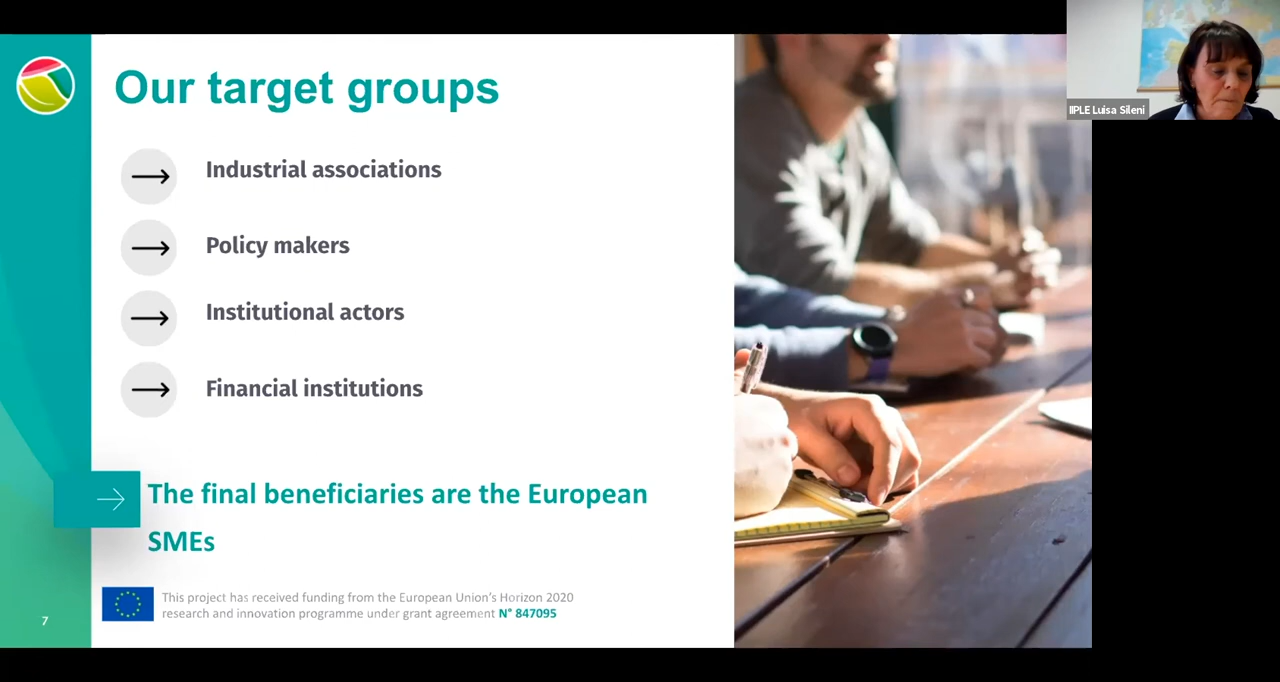 Our target groups
Industrial associations
Policy makers
Institutional actors
Financial institutions
The final beneficiaries are the European
SMEs
This project has received funding from the European Union's Horizon 2020
research and innovation programme under grant agreement N° 847095
7
IIPLE Luisa Sileni